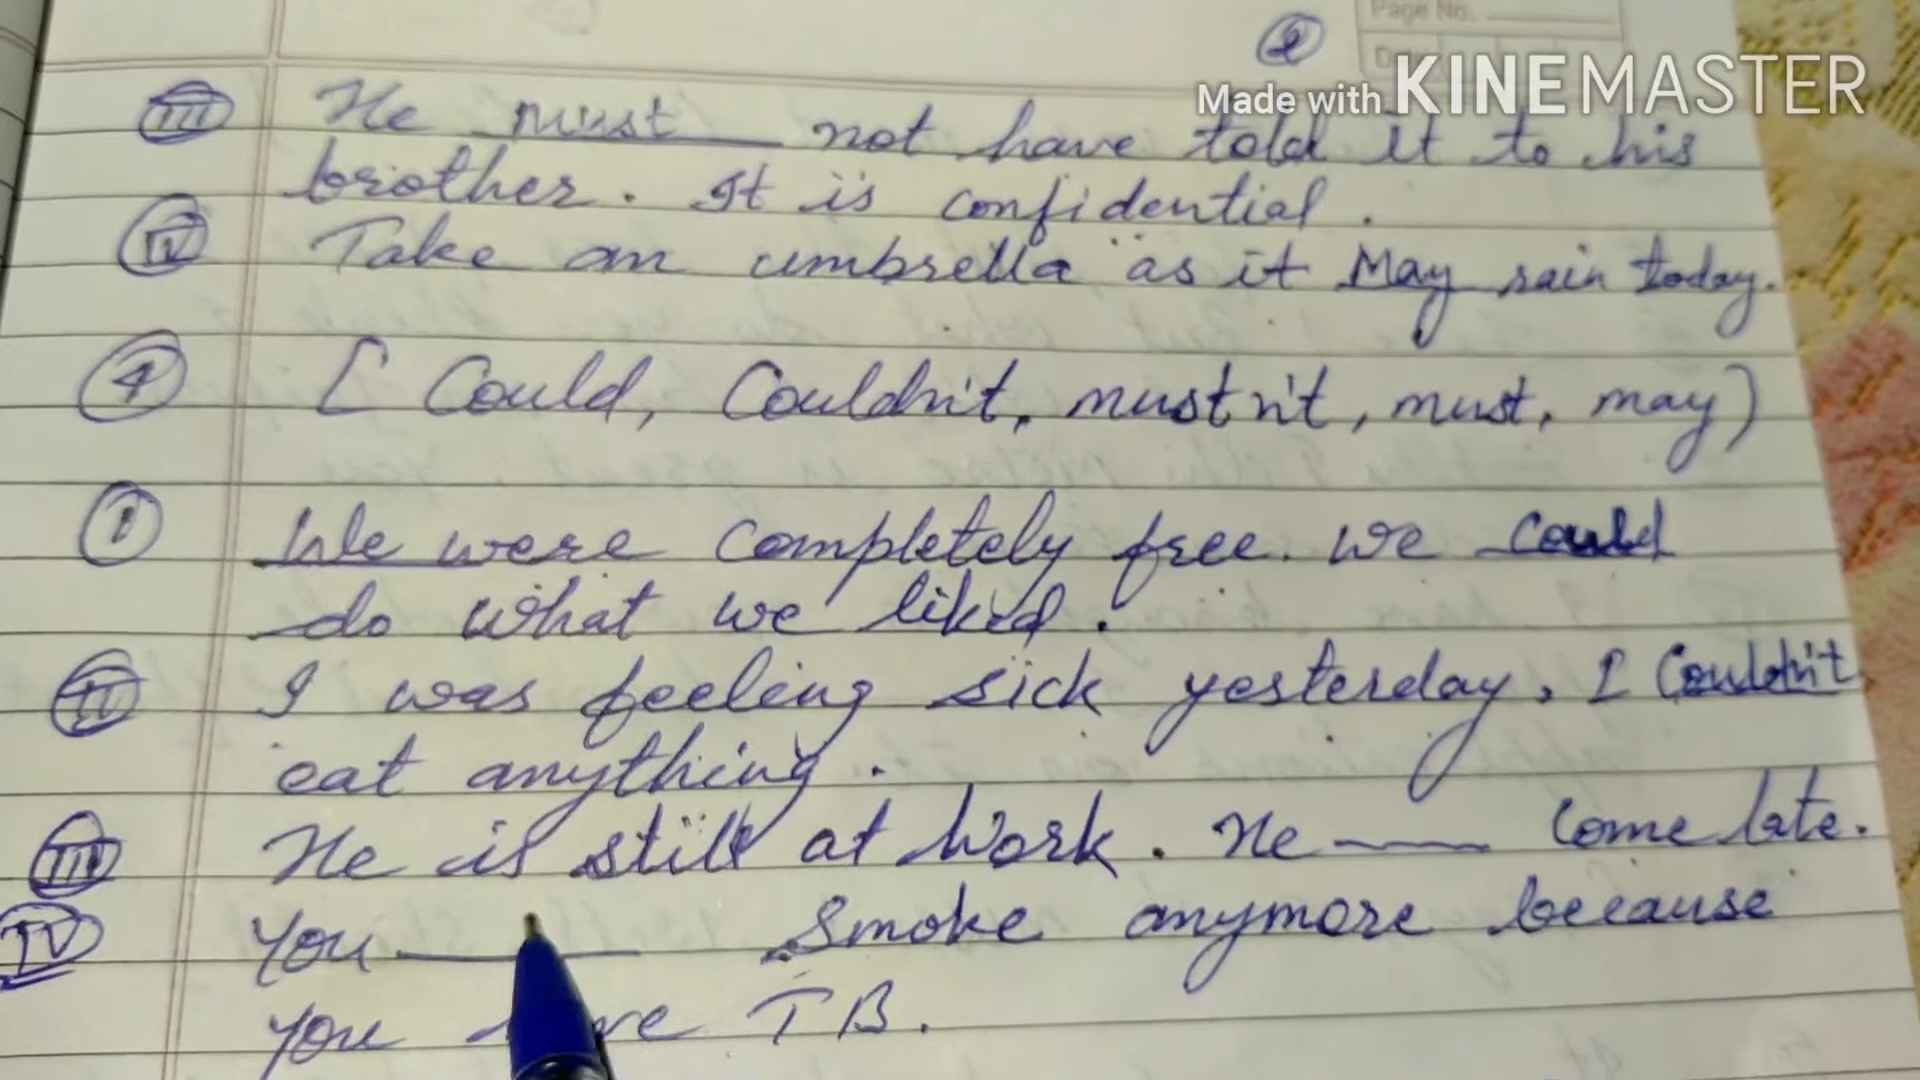 Page No.
2
Made with KINEMASTER
III He must not have told it to his
brother. It is confidential.
IV Take an umbrella as it May rain today.
4 [ Could, Couldn't, mustn't, must, may)
I We were completely free. we could
do what we liked.
II I was feeling sick yesterday, I Couldn't
eat anything.
III He is still at work. He ___ come late.
IV You ___ smoke anymore because
you TB.